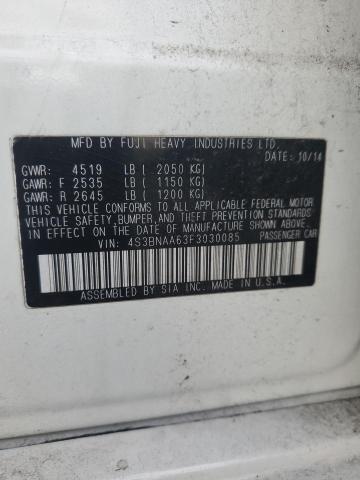 MFD BY FUJI HEAVY INDUSTRIES LTD.
DATE: 10/14
GVWR: 4519 LB ( 2050 KG)
GAWR: F 2535 LB ( 1150 KG)
GAWR: R 2645 LB ( 1200 KG)
THIS VEHICLE CONFORMS TO ALL APPLICABLE FEDERAL MOTOR
VEHICLE SAFETY, BUMPER, AND THEFT PREVENTION STANDARDS
IN EFFECT ON THE DATE OF MANUFACTURE SHOWN ABOVE.
VIN: 4S3BNAA63F3030085 PASSENGER CAR
ASSEMBLED BY SIA INC. MADE IN U.S.A.